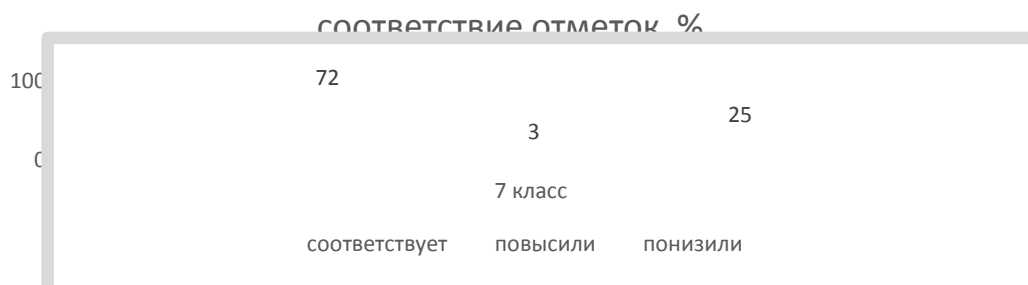 соответствие отметок, %
100
72
25
3
0
7 класс
соответствует повысили понизили